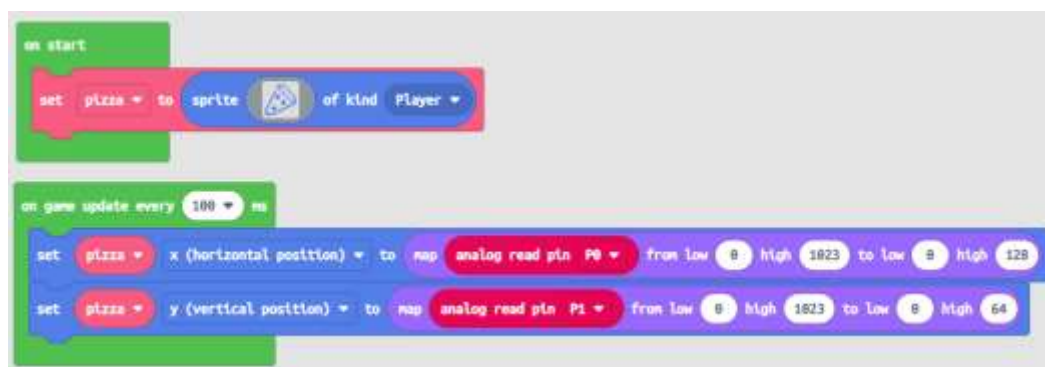 on start
set pizza to sprite of kind Player
on game update every 100 ms
set pizza x (horizontal position) to map analog read pin P0 from low 0 high 1023 to low 0 high 128
set pizza y (vertical position) to map analog read pin P1 from low 0 high 1023 to low 0 high 64